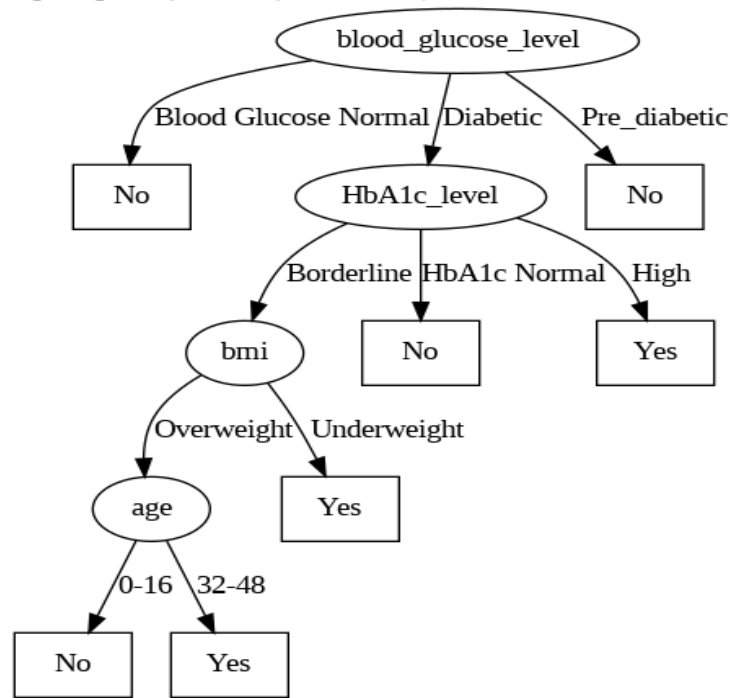 blood_glucose_level
Blood Glucose Normal
Diabetic
Pre_diabetic
No
HbA1c_level
No
Borderline
HbA1c Normal
High
bmi
No
Yes
Overweight
Underweight
age
Yes
0-16
32-48
No
Yes